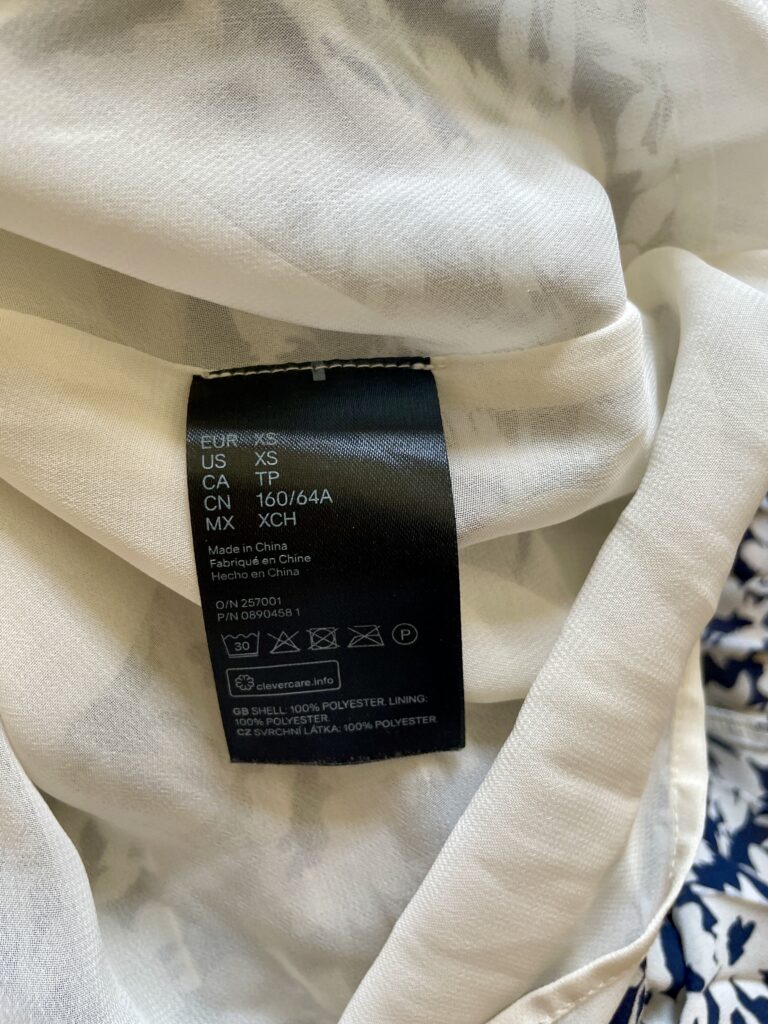 EUR XS
US XS
CA TP
CN 160/64A
MX XCH
Made in China
Fabriqué en Chine
Hecho en China
O/N 257001
P/N 0890458 1
30
P
clevercare.info
GB SHELL: 100% POLYESTER. LINING:
100% POLYESTER.
CZ SVRCHNÍ LÁTKA: 100% POLYESTER